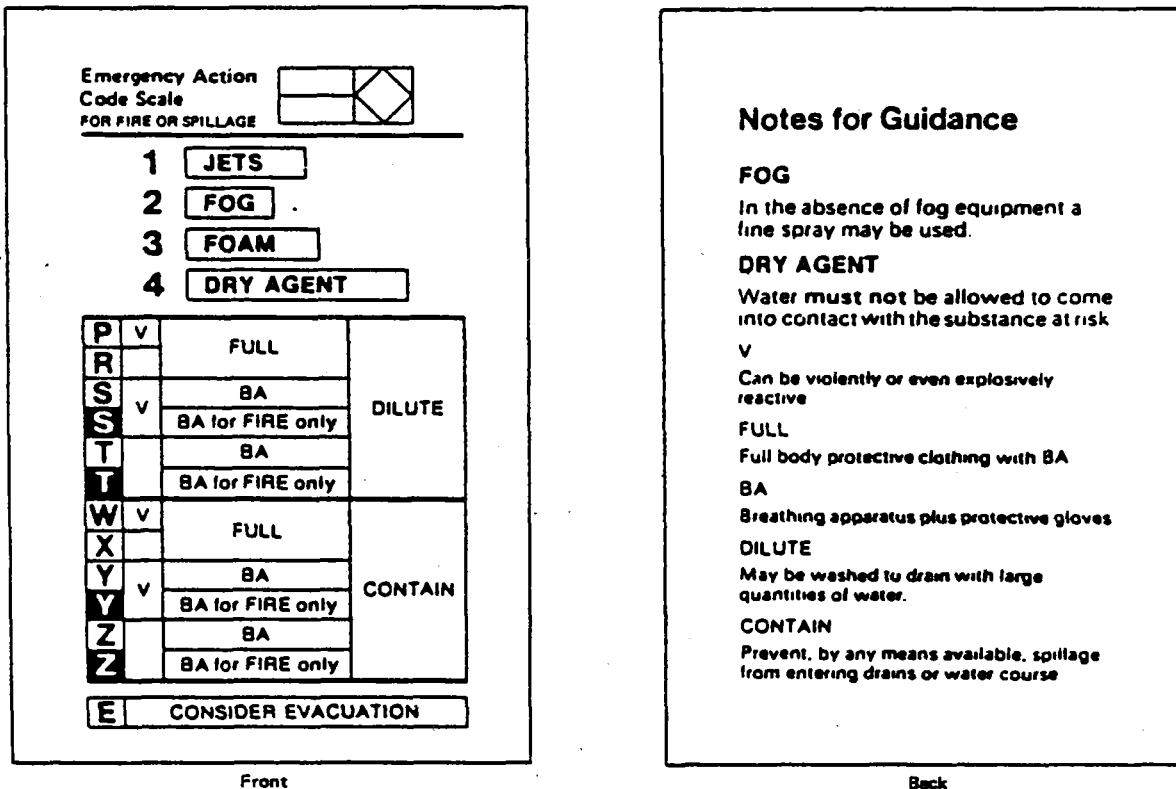 Emergency Action
Code Scale
FOR FIRE OR SPILLAGE
1 JETS
2 FOG
3 FOAM
4 DRY AGENT
P V FULL DILUTE
R
S V BA
S BA for FIRE only
T BA
T BA for FIRE only
W V FULL CONTAIN
X
Y V BA
Y BA for FIRE only
Z BA
Z BA for FIRE only
E CONSIDER EVACUATION
Front
Notes for Guidance
FOG
In the absence of fog equipment a
fine spray may be used.
DRY AGENT
Water must not be allowed to come
into contact with the substance at risk
V
Can be violently or even explosively
reactive
FULL
Full body protective clothing with BA
BA
Breathing apparatus plus protective gloves
DILUTE
May be washed to drain with large
quantities of water.
CONTAIN
Prevent, by any means available, spillage
from entering drains or water course
Back